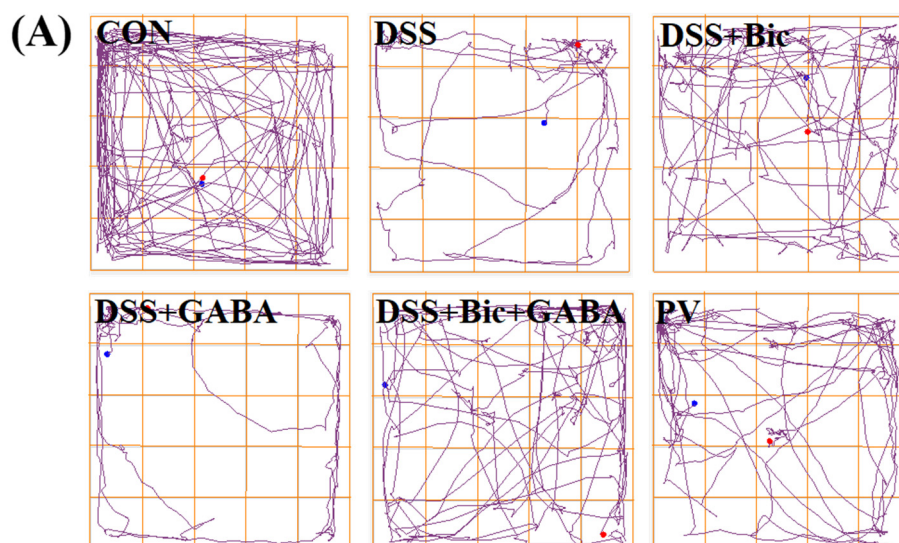 (A)
CON
DSS
DSS+Bic
DSS+GABA
DSS+Bic+GABA
PV